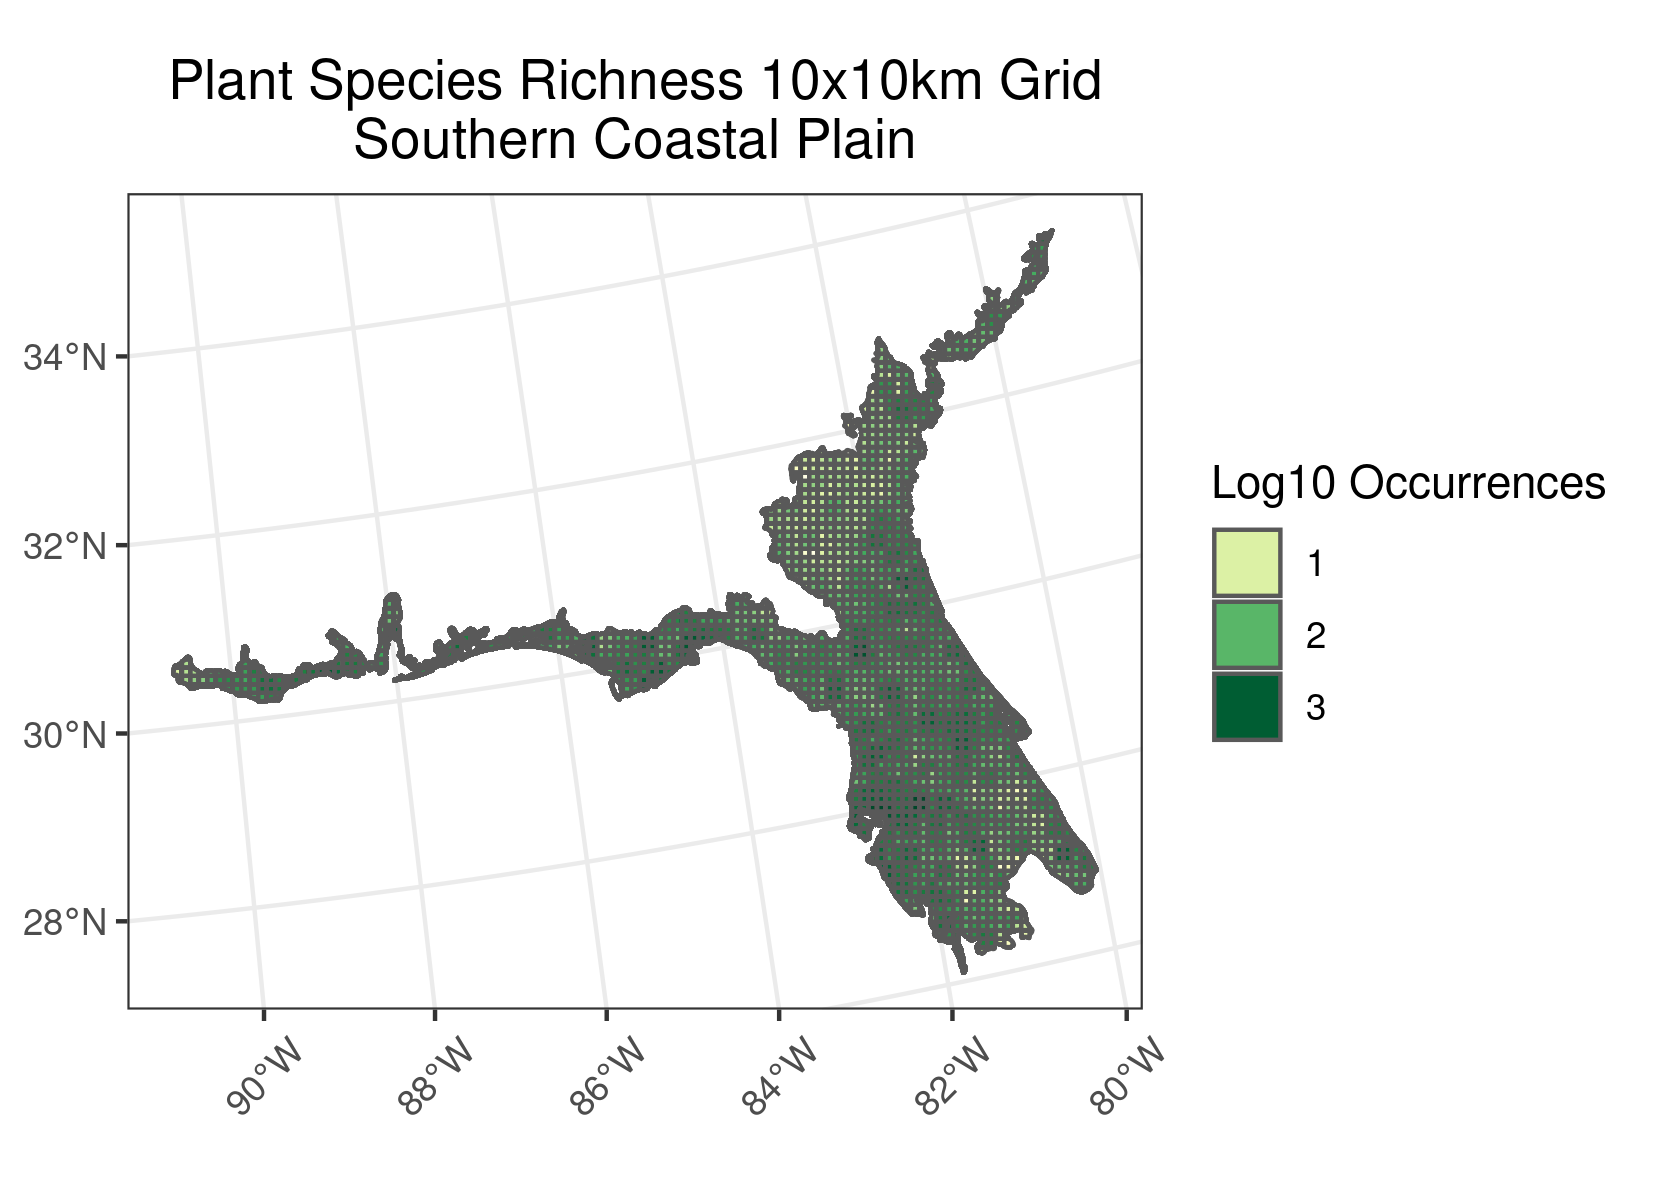 Plant Species Richness 10x10km Grid
Southern Coastal Plain
34°N
32°N
30°N
28°N
90°W
88°W
86°W
84°W
82°W
80°W
Log10 Occurrences
1
2
3